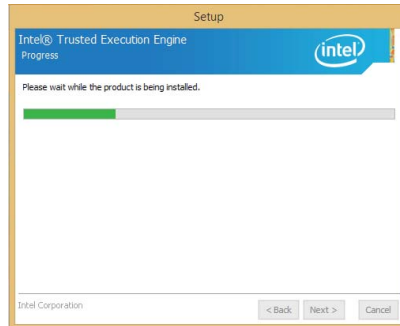 Setup
Intel® Trusted Execution Engine
Progress
intel
Please wait while the product is being installed.
Intel Corporation
< Back Next > Cancel